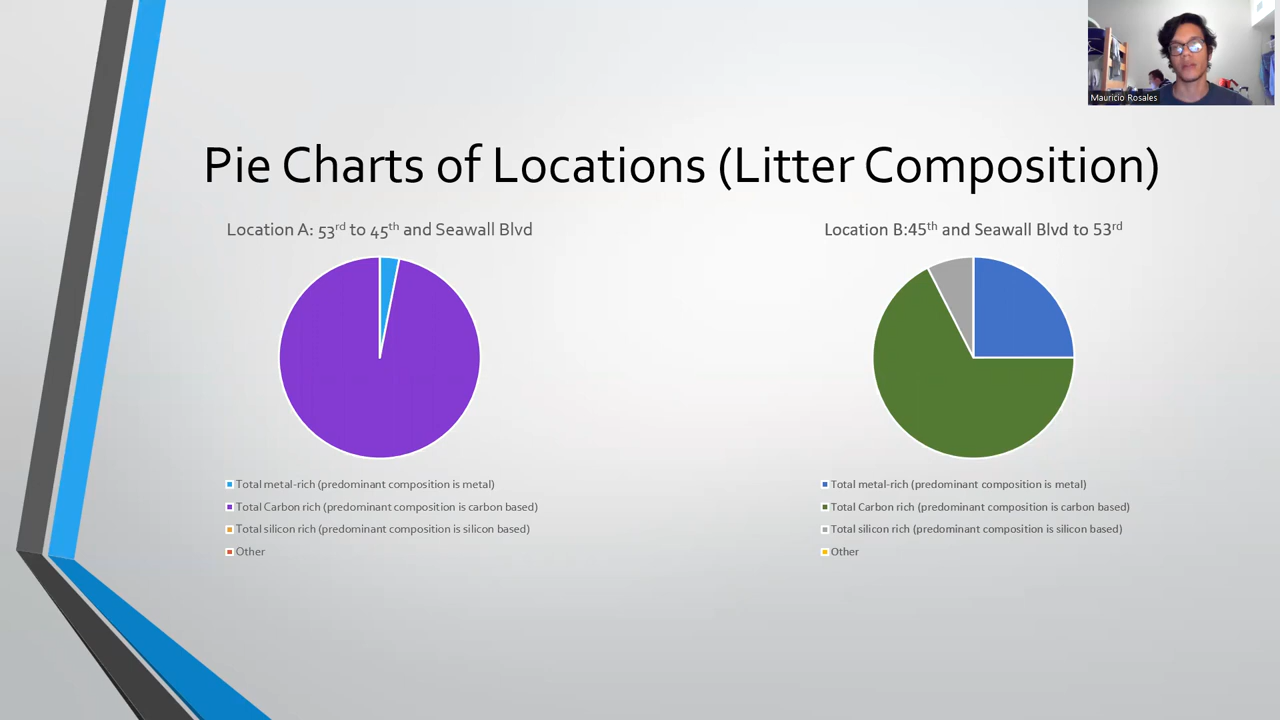 Mauricio Rosales
Pie Charts of Locations (Litter Composition)
Location A: 53rd to 45th and Seawall Blvd
Total metal-rich (predominant composition is metal)
Total Carbon rich (predominant composition is carbon based)
Total silicon rich (predominant composition is silicon based)
Other
Location B:45th and Seawall Blvd to 53rd
Total metal-rich (predominant composition is metal)
Total Carbon rich (predominant composition is carbon based)
Total silicon rich (predominant composition is silicon based)
Other